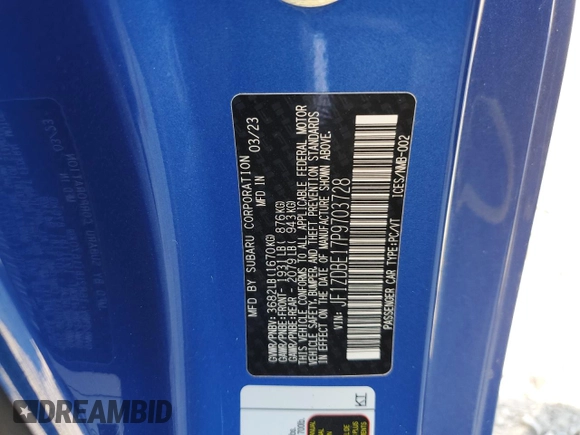 MFD BY SUBARU CORPORATION 03/23
MFD IN
GVWR/PNBV: 3682LB(1670KG)
GAWR/PNBE:FRONT- 1931LB( 876KG)
GAWR/PNBE:REAR - 2079LB( 943KG)
THIS VEHICLE CONFORMS TO ALL APPLICABLE FEDERAL MOTOR
VEHICLE SAFETY, BUMPER, AND THEFT PREVENTION STANDARDS
IN EFFECT ON THE DATE OF MANUFACTURE SHOWN ABOVE.
VIN: JF1ZDBE17P9703728
PASSENGER CAR TYPE:PC/VT ICES/NMB-002
KI
DREAMBID